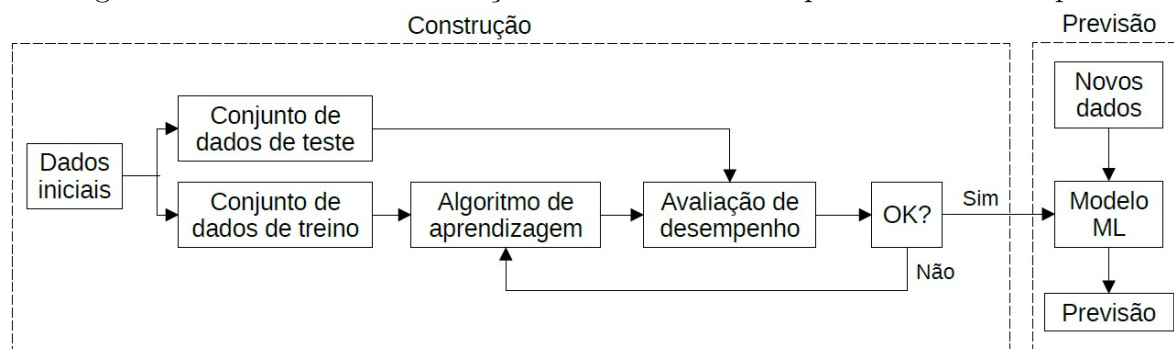 Construção
Previsão
Novos
dados
Conjunto de
dados de teste
Dados
iniciais
Conjunto de
dados de treino
Algoritmo de
aprendizagem
Avaliação de
desempenho
OK?
Sim
Modelo
ML
Não
Previsão